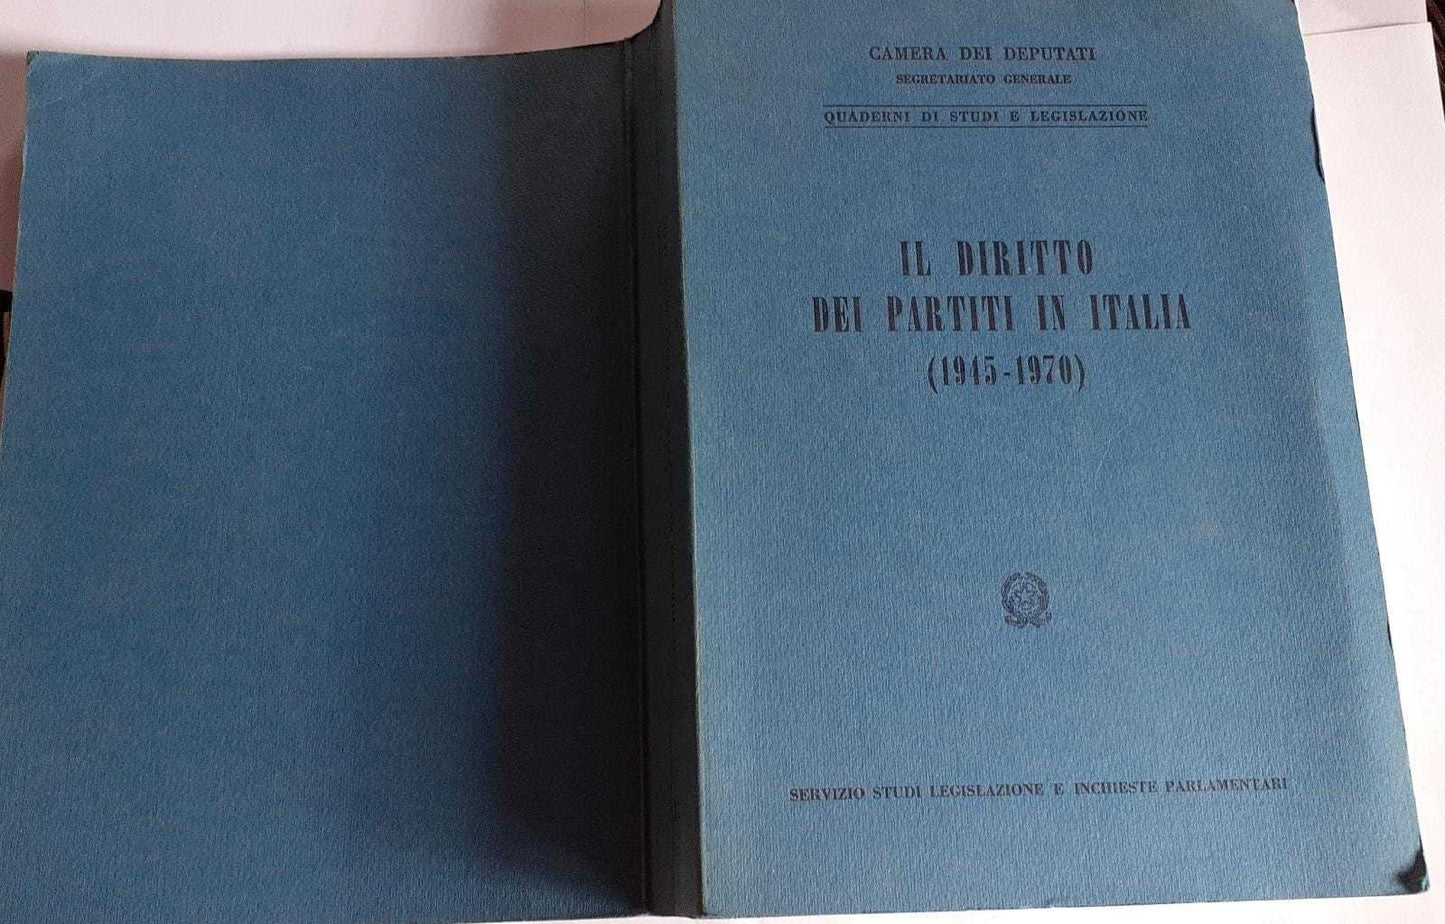 CAMERA DEI DEPUTATI
SEGRETARIATO GENERALE
QUADERNI DI STUDI E LEGISLAZIONE
IL DIRITTO
DEI PARTITI IN ITALIA
(1945-1970)
SERVIZIO STUDI LEGISLAZIONE E INCHIESTE PARLAMENTARI